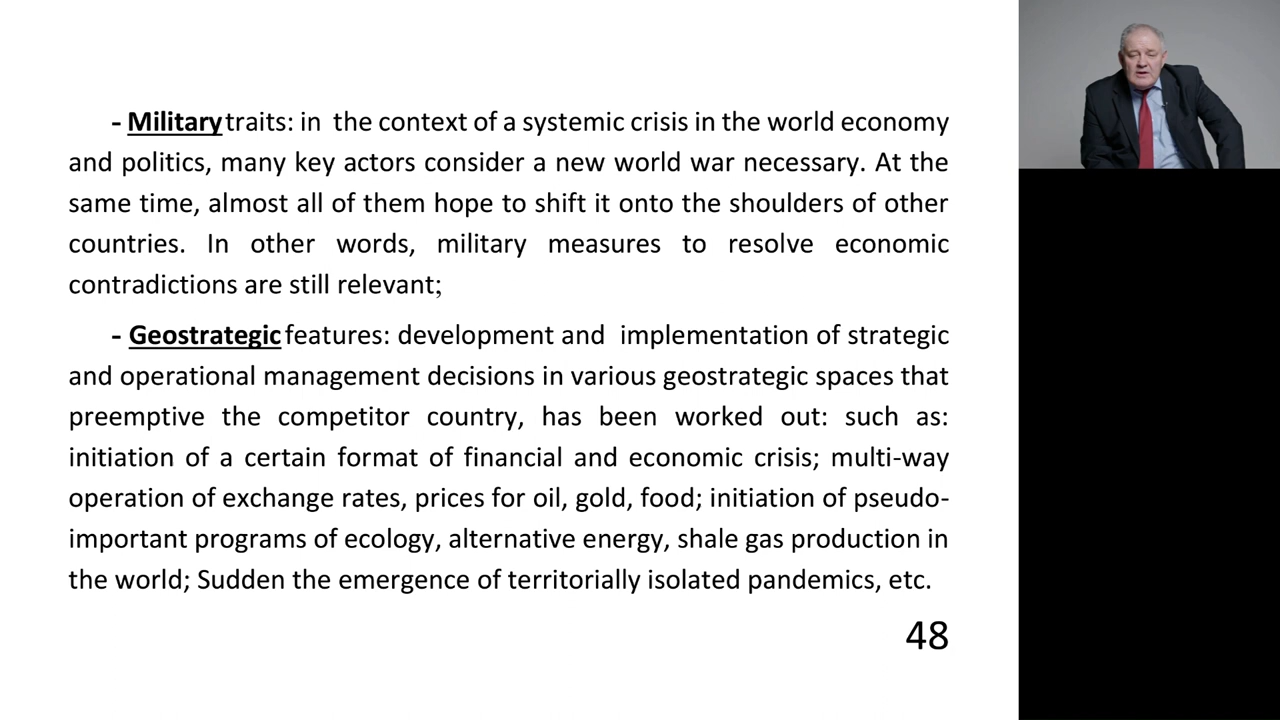 - Military traits: in the context of a systemic crisis in the world economy
and politics, many key actors consider a new world war necessary. At the
same time, almost all of them hope to shift it onto the shoulders of other
countries. In other words, military measures to resolve economic
contradictions are still relevant;
- Geostrategic features: development and implementation of strategic
and operational management decisions in various geostrategic spaces that
preemptive the competitor country, has been worked out: such as:
initiation of a certain format of financial and economic crisis; multi-way
operation of exchange rates, prices for oil, gold, food; initiation of pseudo-
important programs of ecology, alternative energy, shale gas production in
the world; Sudden the emergence of territorially isolated pandemics, etc.
48